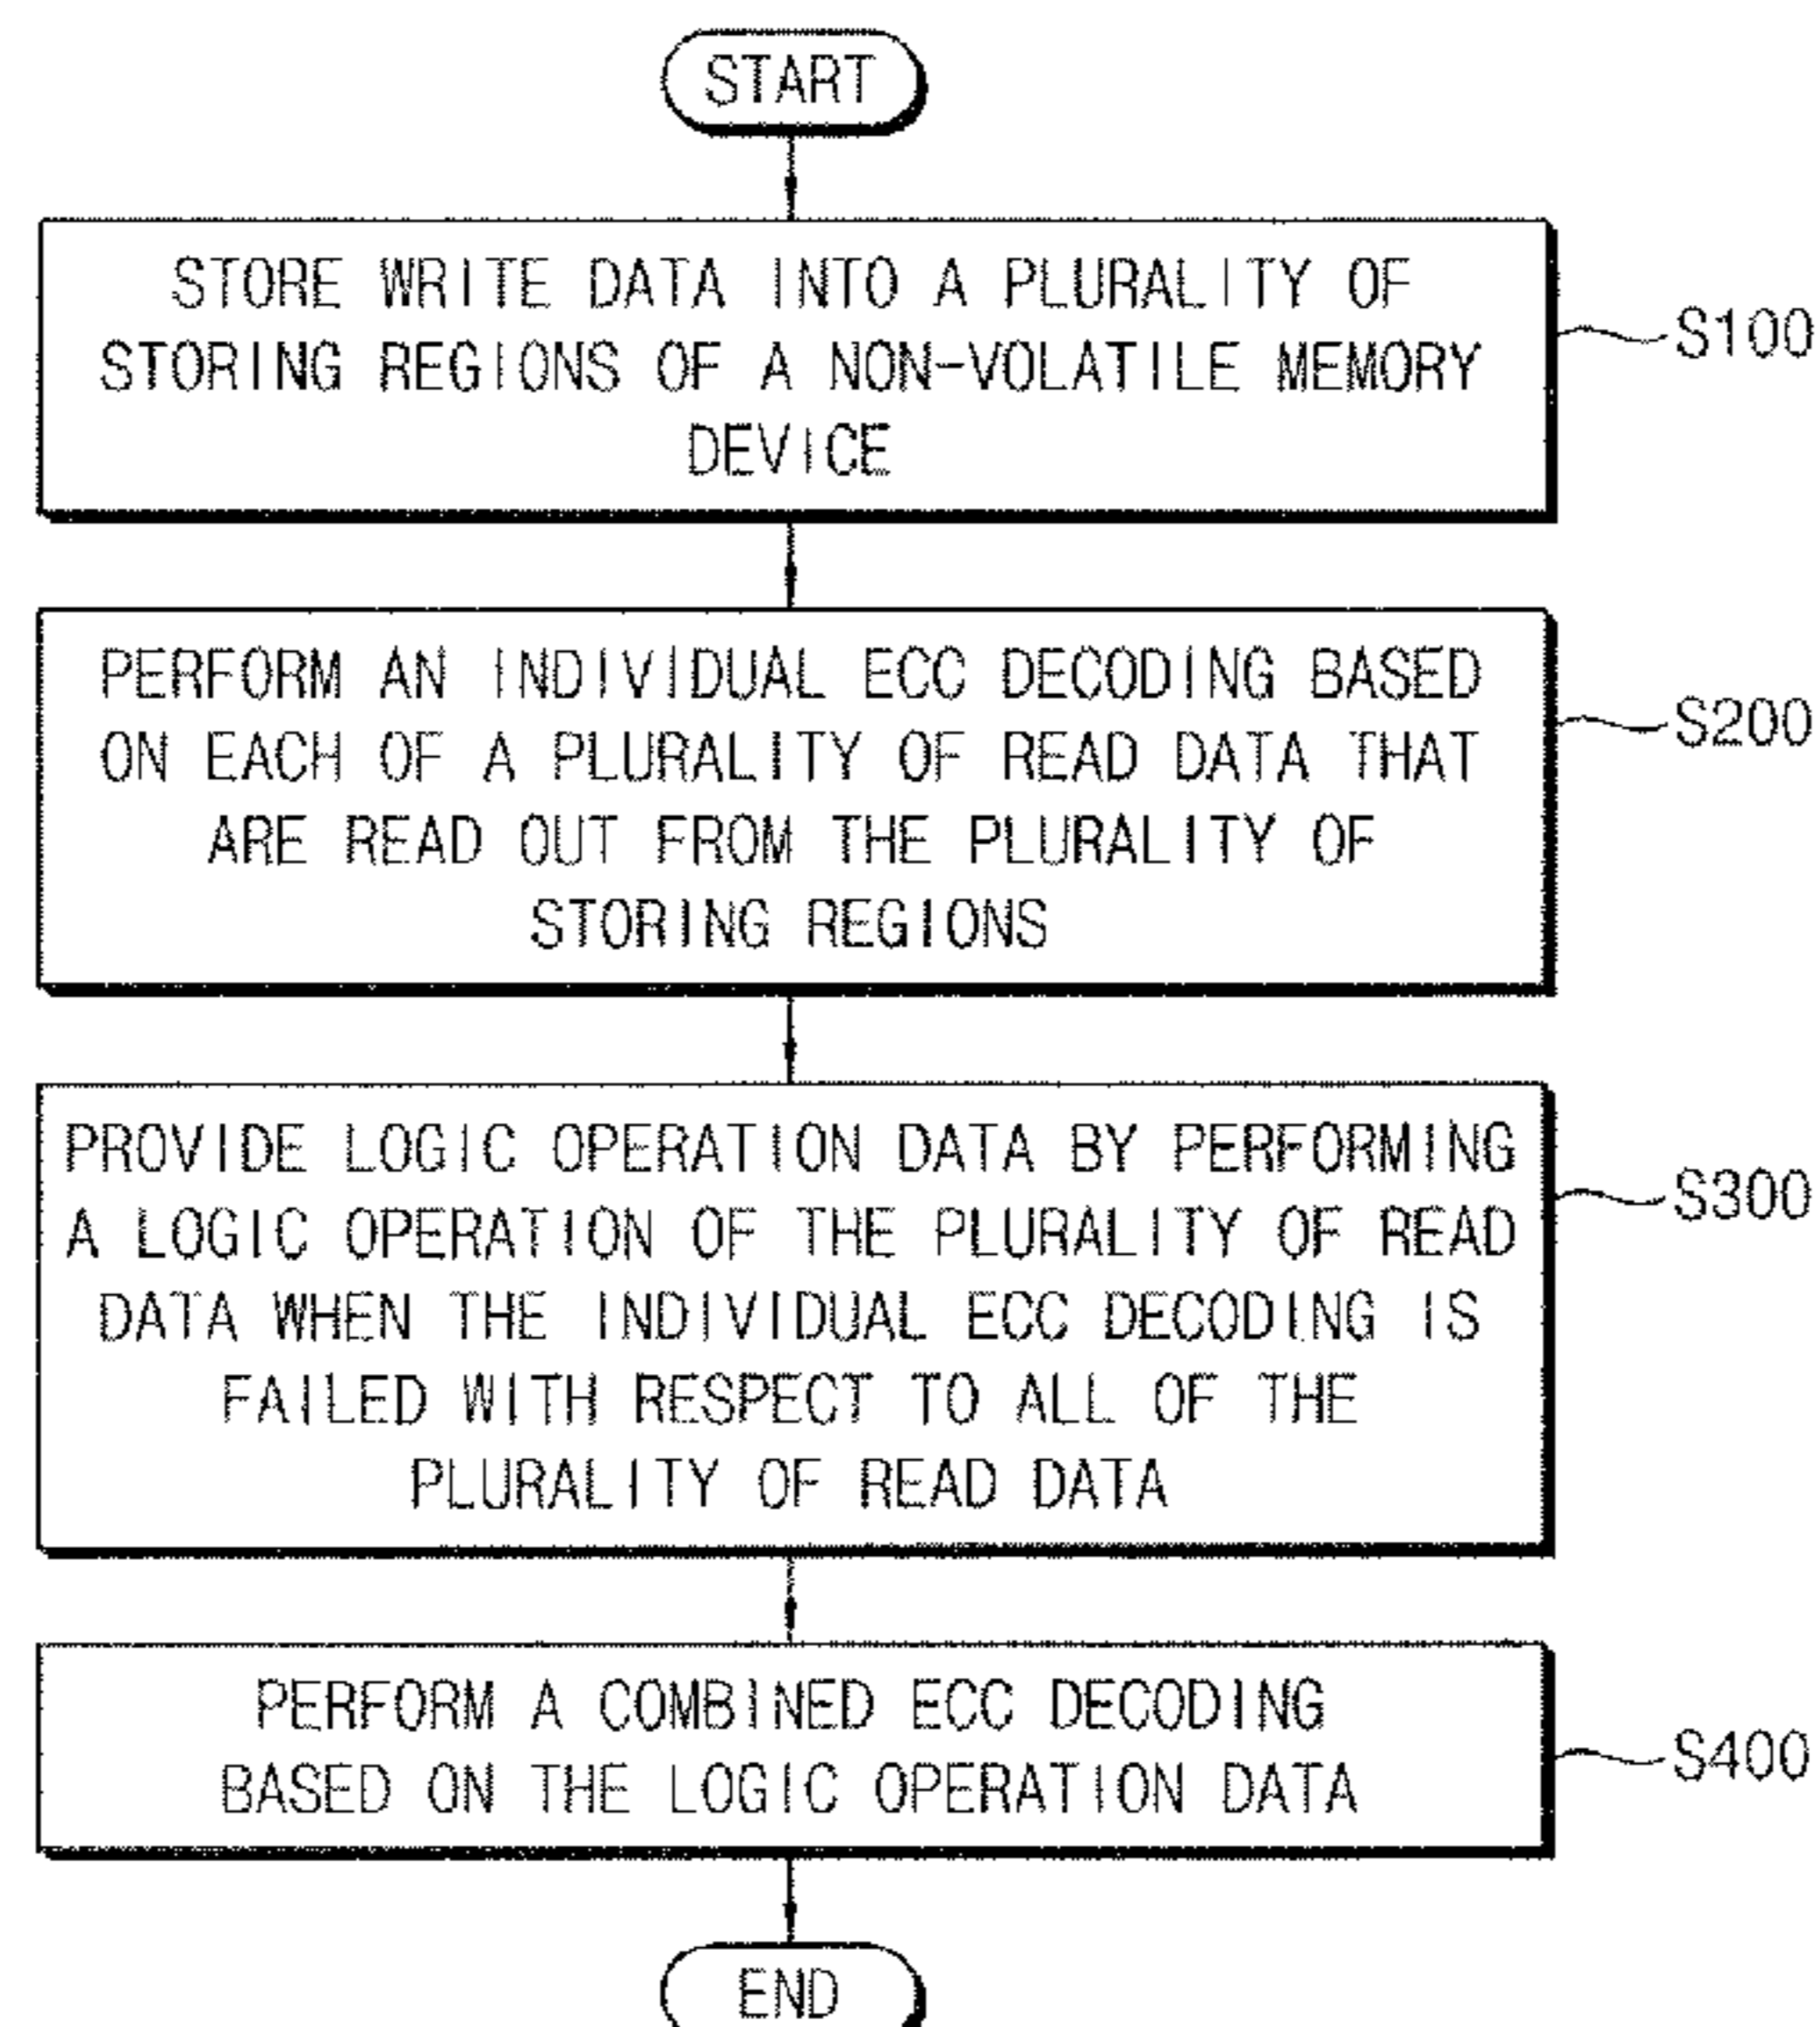 START
STORE WRITE DATA INTO A PLURALITY OF
STORING REGIONS OF A NON-VOLATILE MEMORY
DEVICE
S100
PERFORM AN INDIVIDUAL ECC DECODING BASED
ON EACH OF A PLURALITY OF READ DATA THAT
ARE READ OUT FROM THE PLURALITY OF
STORING REGIONS
S200
PROVIDE LOGIC OPERATION DATA BY PERFORMING
A LOGIC OPERATION OF THE PLURALITY OF READ
DATA WHEN THE INDIVIDUAL ECC DECODING IS
FAILED WITH RESPECT TO ALL OF THE
PLURALITY OF READ DATA
S300
PERFORM A COMBINED ECC DECODING
BASED ON THE LOGIC OPERATION DATA
S400
END